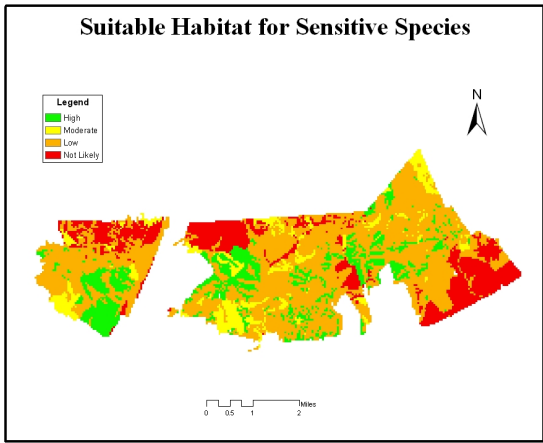 Suitable Habitat for Sensitive Species
N
Legend
High
Moderate
Low
Not Likely
Miles
0 0.5 1 2